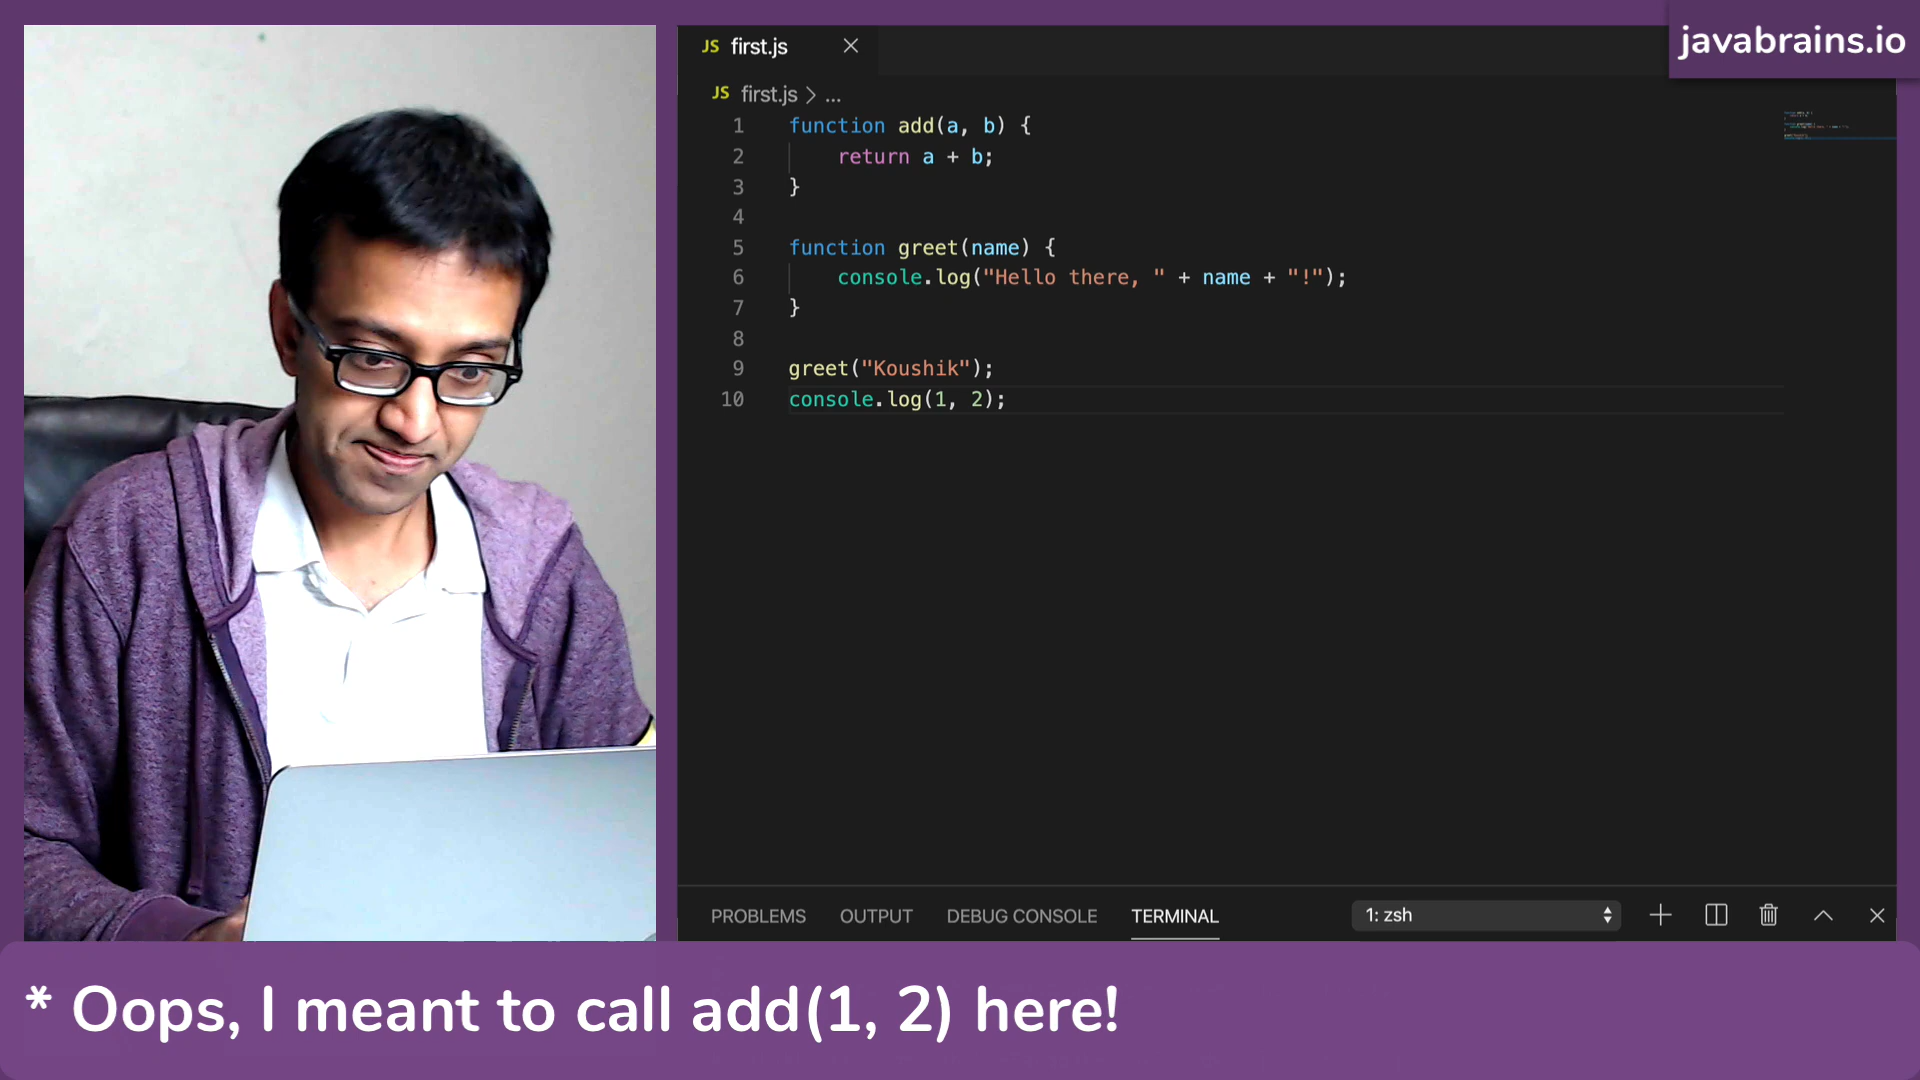 JS first.js
javabrains.io
JS first.js > ...
1 function add(a, b) {
2 return a + b;
3 }
4
5 function greet(name) {
6 console.log("Hello there, " + name + "!");
7 }
8
9 greet("Koushik");
10 console.log(1, 2);
PROBLEMS OUTPUT DEBUG CONSOLE TERMINAL 1: zsh
* Oops, I meant to call add(1, 2) here!